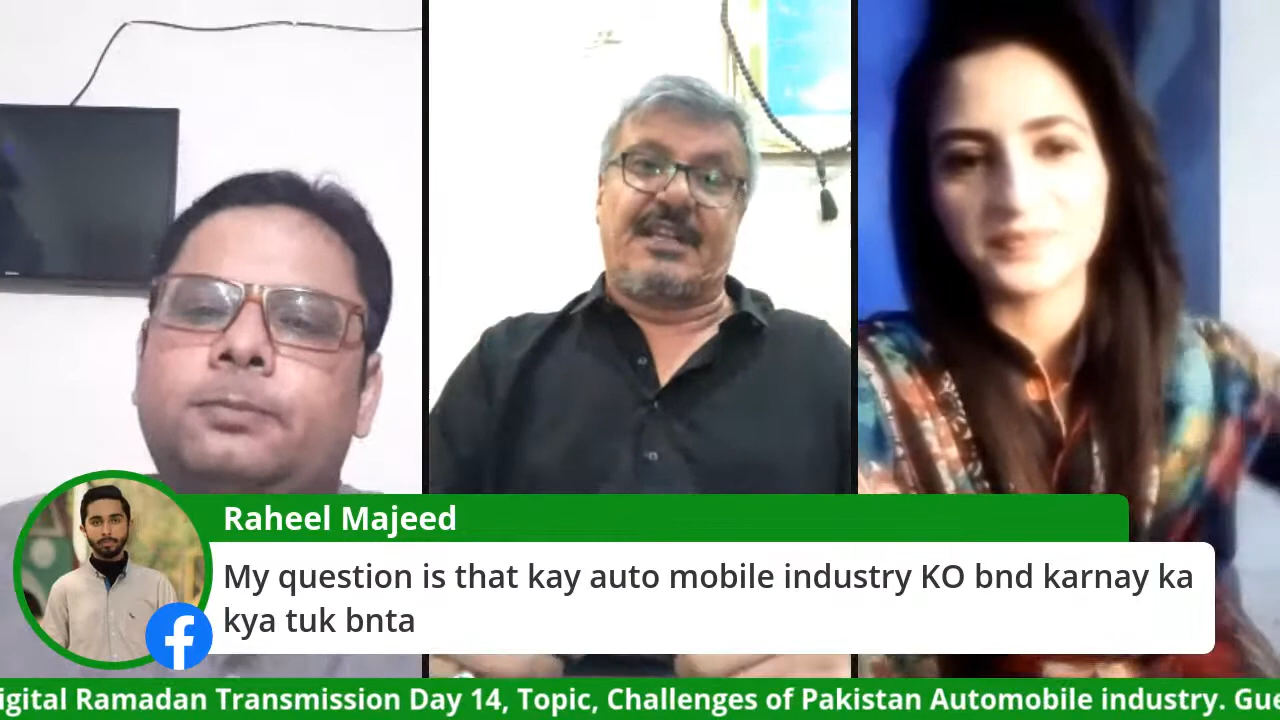 Raheel Majeed
My question is that kay auto mobile industry KO bnd karnay ka
kya tuk bnta
igital Ramadan Transmission Day 14, Topic, Challenges of Pakistan Automobile industry. Gue